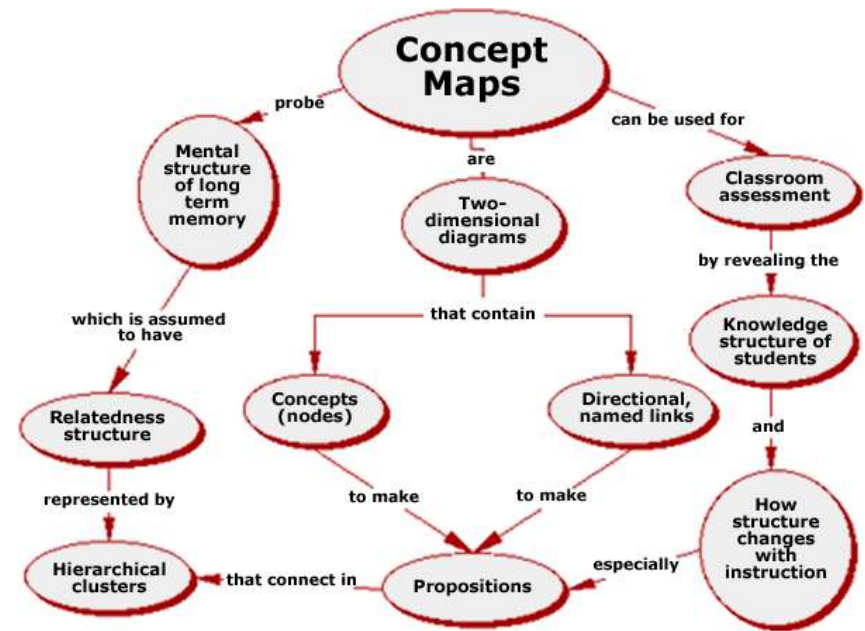 Concept
Maps
probe
can be used for
are
Mental
structure
of long
term
memory
Two-
dimensional
diagrams
Classroom
assessment
by revealing the
which is assumed
to have
that contain
Knowledge
structure of
students
Relatedness
structure
Concepts
(nodes)
Directional,
named links
and
represented by
to make
to make
How
structure
changes
with
instruction
Hierarchical
clusters
that connect in
Propositions
especially